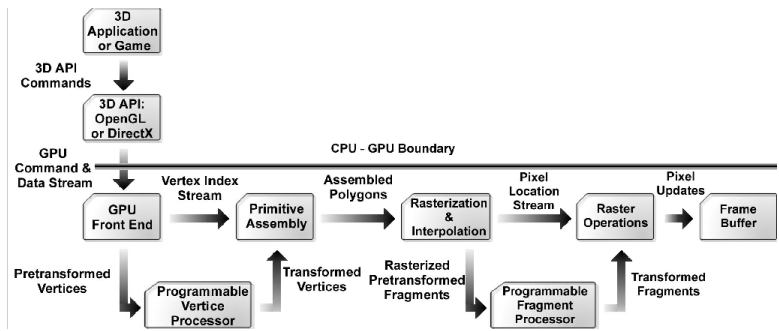 3D
Application
or Game
3D API
Commands
3D API:
OpenGL
or DirectX
CPU - GPU Boundary
GPU
Command &
Data Stream
GPU
Front End
Vertex Index
Stream
Primitive
Assembly
Assembled
Polygons
Rasterization
&
Interpolation
Pixel
Location
Stream
Raster
Operations
Pixel
Updates
Frame
Buffer
Pretransformed
Vertices
Programmable
Vertice
Processor
Transformed
Vertices
Rasterized
Pretransformed
Fragments
Programmable
Fragment
Processor
Transformed
Fragments